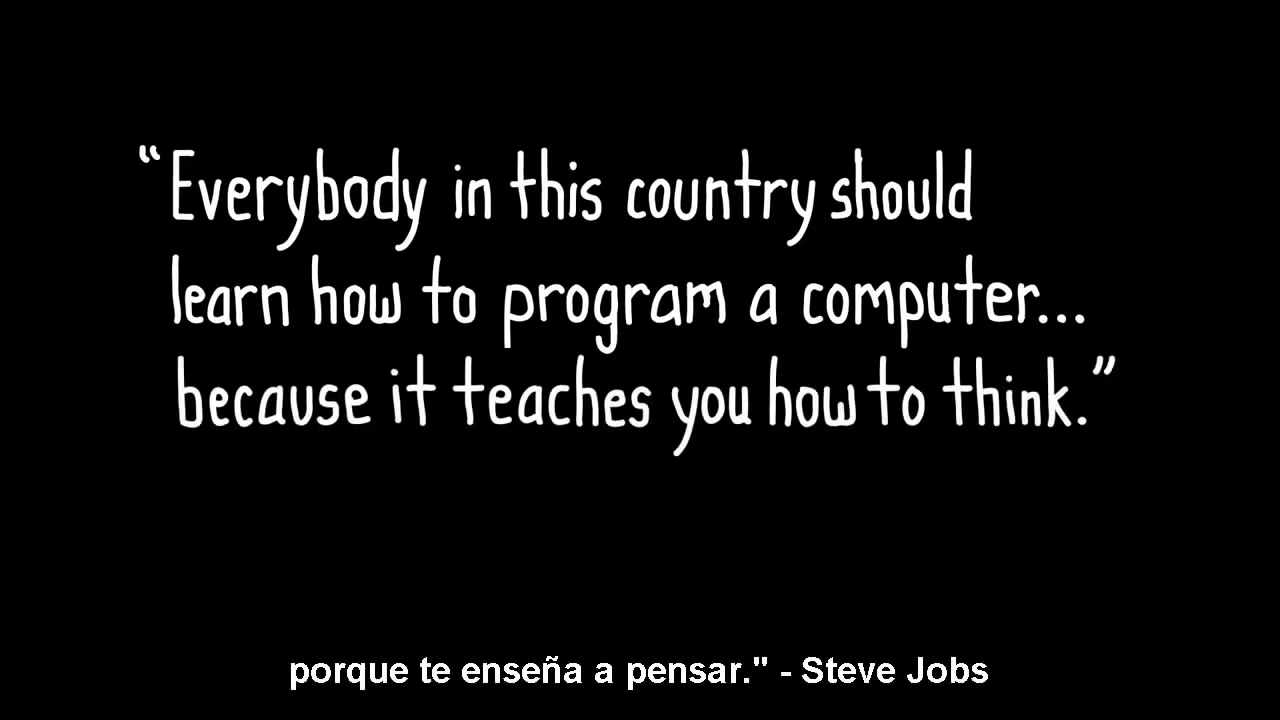 “Everybody in this country should
learn how to program a computer...
because it teaches you how to think.”
porque te enseña a pensar." - Steve Jobs